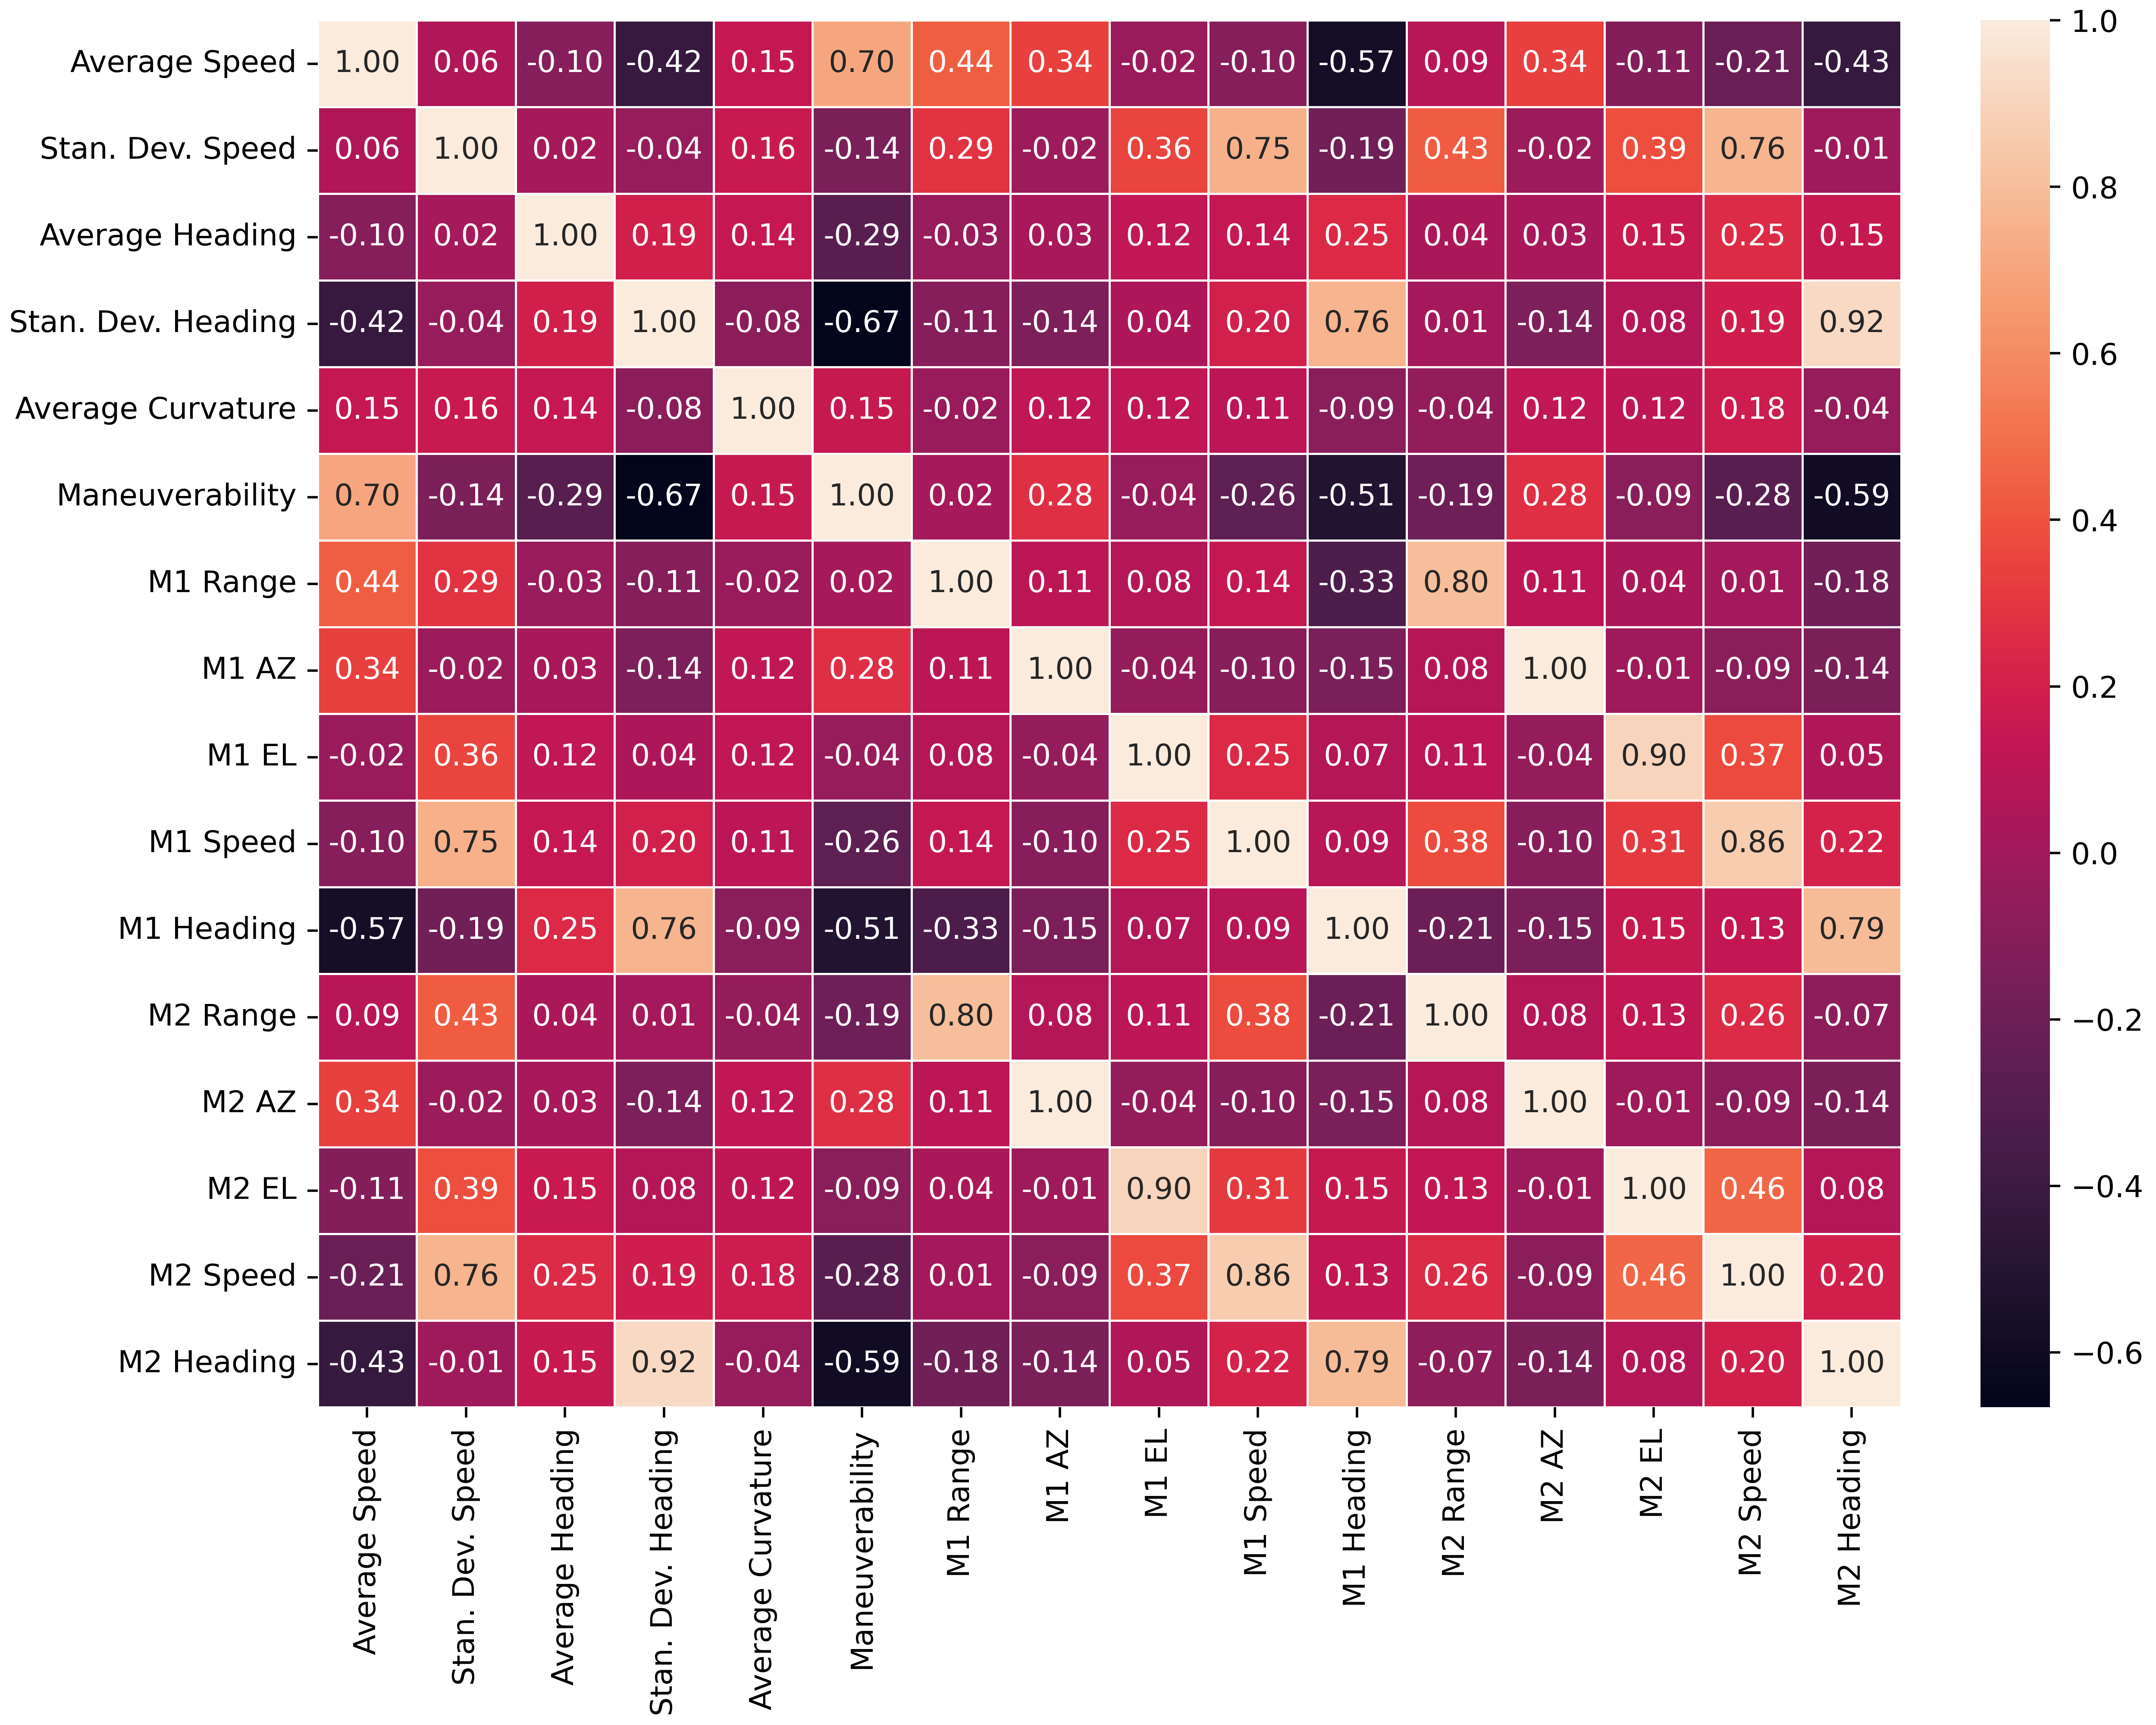 Average Speed 1.00 0.06 -0.10 -0.42 0.15 0.70 0.44 0.34 -0.02 -0.10 -0.57 0.09 0.34 -0.11 -0.21 -0.43
Stan. Dev. Speed 0.06 1.00 0.02 -0.04 0.16 -0.14 0.29 -0.02 0.36 0.75 -0.19 0.43 -0.02 0.39 0.76 -0.01
Average Heading -0.10 0.02 1.00 0.19 0.14 -0.29 -0.03 0.03 0.12 0.14 0.25 0.04 0.03 0.15 0.25 0.15
Stan. Dev. Heading -0.42 -0.04 0.19 1.00 -0.08 -0.67 -0.11 -0.14 0.04 0.20 0.76 0.01 -0.14 0.08 0.19 0.92
Average Curvature 0.15 0.16 0.14 -0.08 1.00 0.15 -0.02 0.12 0.12 0.11 -0.09 -0.04 0.12 0.12 0.18 -0.04
Maneuverability 0.70 -0.14 -0.29 -0.67 0.15 1.00 0.02 0.28 -0.04 -0.26 -0.51 -0.19 0.28 -0.09 -0.28 -0.59
M1 Range 0.44 0.29 -0.03 -0.11 -0.02 0.02 1.00 0.11 0.08 0.14 -0.33 0.80 0.11 0.04 0.01 -0.18
M1 AZ 0.34 -0.02 0.03 -0.14 0.12 0.28 0.11 1.00 -0.04 -0.10 -0.15 0.08 1.00 -0.01 -0.09 -0.14
M1 EL -0.02 0.36 0.12 0.04 0.12 -0.04 0.08 -0.04 1.00 0.25 0.07 0.11 -0.04 0.90 0.37 0.05
M1 Speed -0.10 0.75 0.14 0.20 0.11 -0.26 0.14 -0.10 0.25 1.00 0.09 0.38 -0.10 0.31 0.86 0.22
M1 Heading -0.57 -0.19 0.25 0.76 -0.09 -0.51 -0.33 -0.15 0.07 0.09 1.00 -0.21 -0.15 0.15 0.13 0.79
M2 Range 0.09 0.43 0.04 0.01 -0.04 -0.19 0.80 0.08 0.11 0.38 -0.21 1.00 0.08 0.13 0.26 -0.07
M2 AZ 0.34 -0.02 0.03 -0.14 0.12 0.28 0.11 1.00 -0.04 -0.10 -0.15 0.08 1.00 -0.01 -0.09 -0.14
M2 EL -0.11 0.39 0.15 0.08 0.12 -0.09 0.04 -0.01 0.90 0.31 0.15 0.13 -0.01 1.00 0.46 0.08
M2 Speed -0.21 0.76 0.25 0.19 0.18 -0.28 0.01 -0.09 0.37 0.86 0.13 0.26 -0.09 0.46 1.00 0.20
M2 Heading -0.43 -0.01 0.15 0.92 -0.04 -0.59 -0.18 -0.14 0.05 0.22 0.79 -0.07 -0.14 0.08 0.20 1.00
Average Speed
Stan. Dev. Speed
Average Heading
Stan. Dev. Heading
Average Curvature
Maneuverability
M1 Range
M1 AZ
M1 EL
M1 Speed
M1 Heading
M2 Range
M2 AZ
M2 EL
M2 Speed
M2 Heading
1.0
0.8
0.6
0.4
0.2
0.0
−0.2
−0.4
−0.6